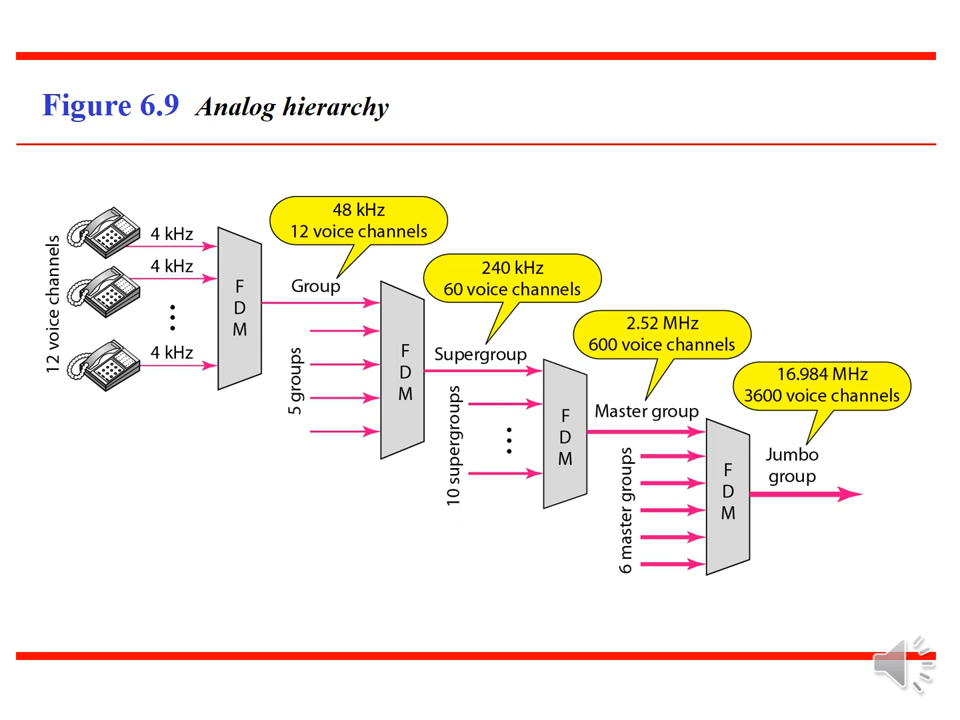 Figure 6.9 Analog hierarchy
12 voice channels
4 kHz
4 kHz
4 kHz
F
D
M
48 kHz
12 voice channels
Group
5 groups
F
D
M
240 kHz
60 voice channels
Supergroup
10 supergroups
F
D
M
2.52 MHz
600 voice channels
Master group
6 master groups
F
D
M
16.984 MHz
3600 voice channels
Jumbo
group